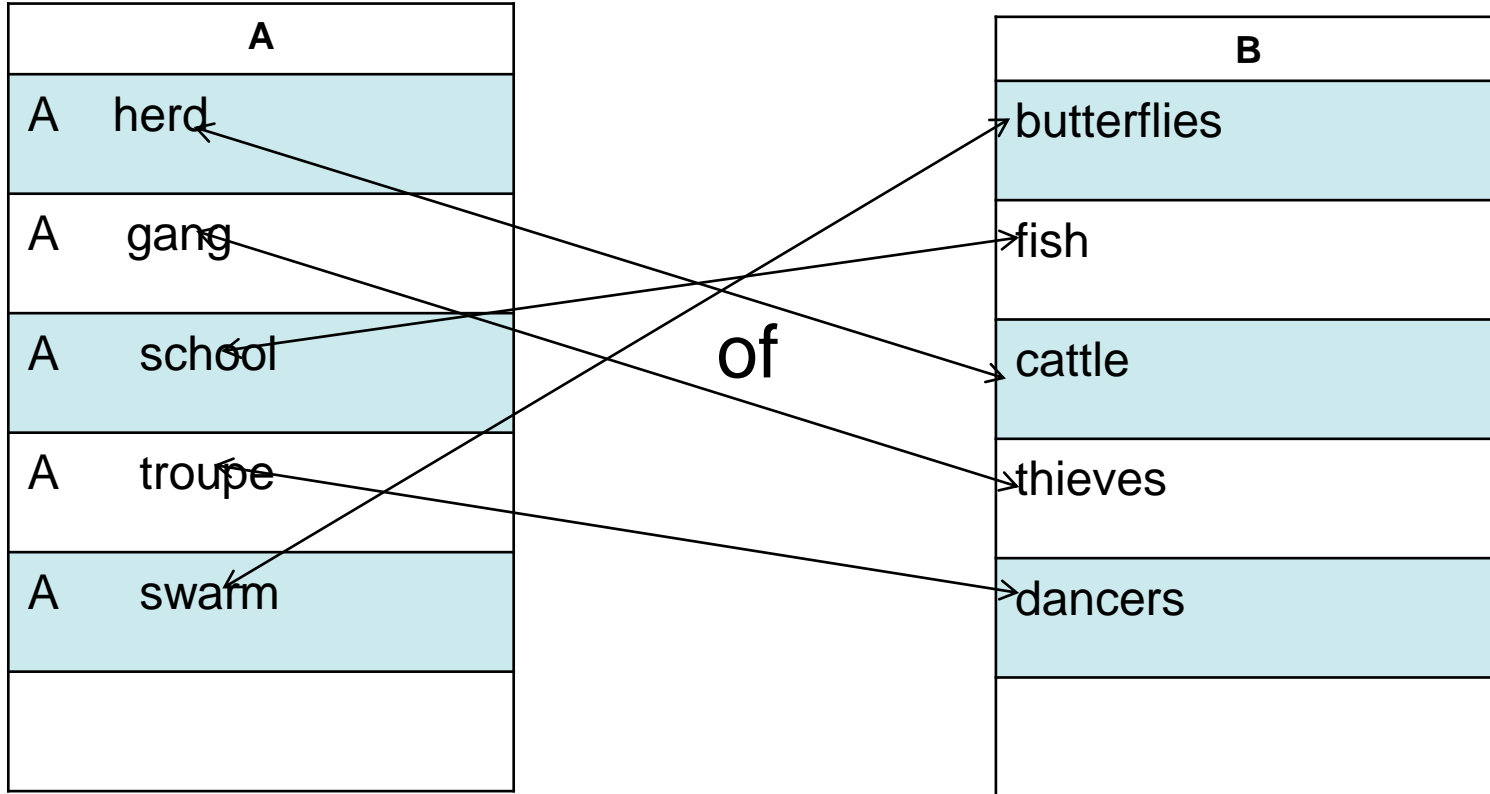 A
A herd
A gang
A school
A troupe
A swarm
of
B
butterflies
fish
cattle
thieves
dancers